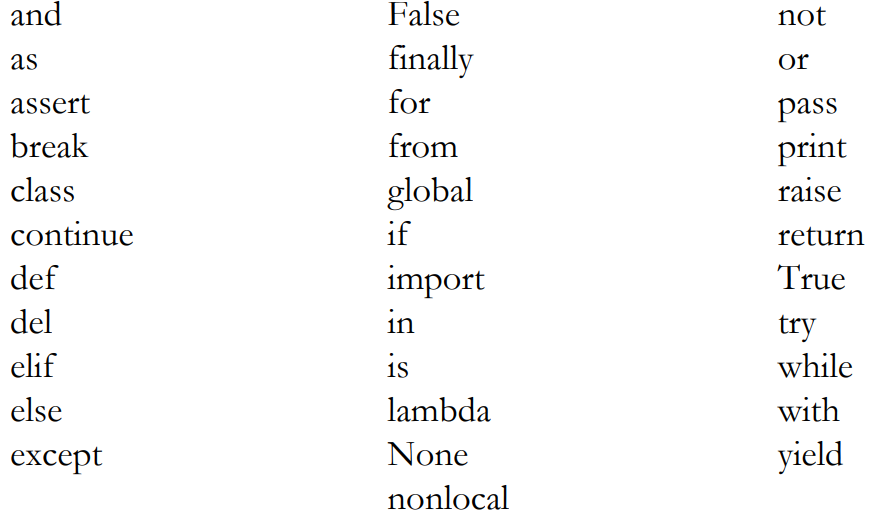 and
as
assert
break
class
continue
def
del
elif
else
except
False
finally
for
from
global
if
import
in
is
lambda
None
nonlocal
not
or
pass
print
raise
return
True
try
while
with
yield